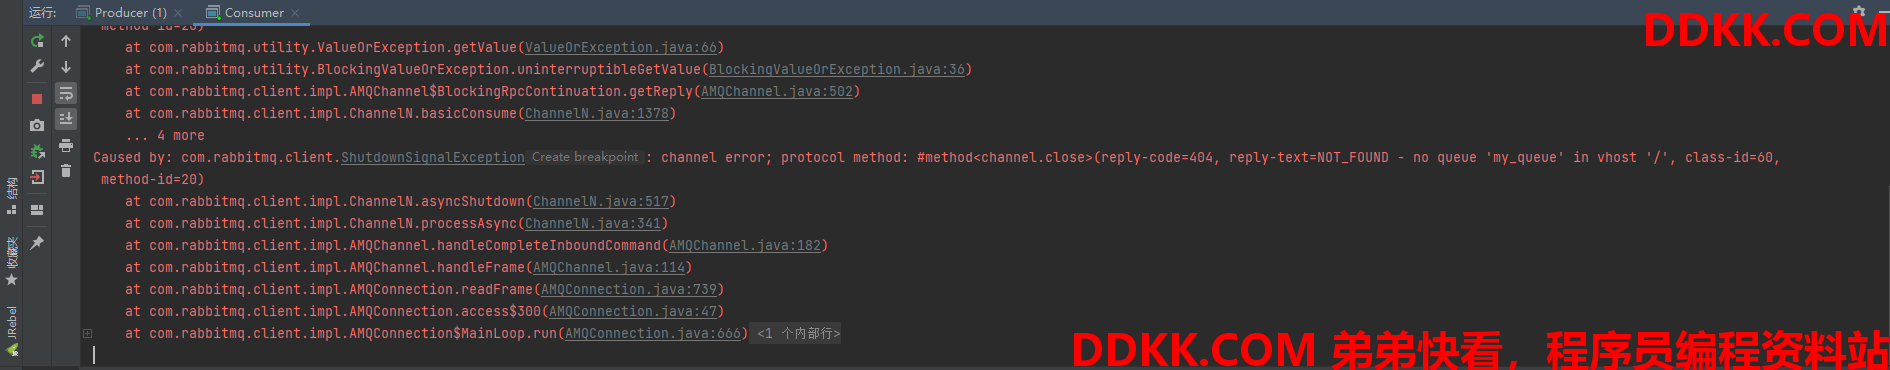 运行: Producer (1) × Consumer ×
DDKK.COM
at com.rabbitmq.utility.ValueOrException.getValue(ValueOrException.java:66)
at com.rabbitmq.utility.BlockingValueOrException.uninterruptibleGetValue(BlockingValueOrException.java:36)
at com.rabbitmq.client.impl.AMQChannel$BlockingRpcContinuation.getReply(AMQChannel.java:502)
at com.rabbitmq.client.impl.ChannelN.basicConsume(ChannelN.java:1378)
... 4 more
Caused by: com.rabbitmq.client.ShutdownSignalException Create breakpoint : channel error; protocol method: #method<channel.close>(reply-code=404, reply-text=NOT_FOUND - no queue 'my_queue' in vhost '/', class-id=60,
method-id=20)
at com.rabbitmq.client.impl.ChannelN.asyncShutdown(ChannelN.java:517)
at com.rabbitmq.client.impl.ChannelN.processAsync(ChannelN.java:341)
at com.rabbitmq.client.impl.AMQChannel.handleCompleteInboundCommand(AMQChannel.java:182)
at com.rabbitmq.client.impl.AMQChannel.handleFrame(AMQChannel.java:114)
at com.rabbitmq.client.impl.AMQConnection.readFrame(AMQConnection.java:739)
at com.rabbitmq.client.impl.AMQConnection.access$300(AMQConnection.java:47)
at com.rabbitmq.client.impl.AMQConnection$MainLoop.run(AMQConnection.java:666) <1 个内部行>
结构
收藏夹
JRebel
DDKK.COM 弟弟快看，程序员编程资料站